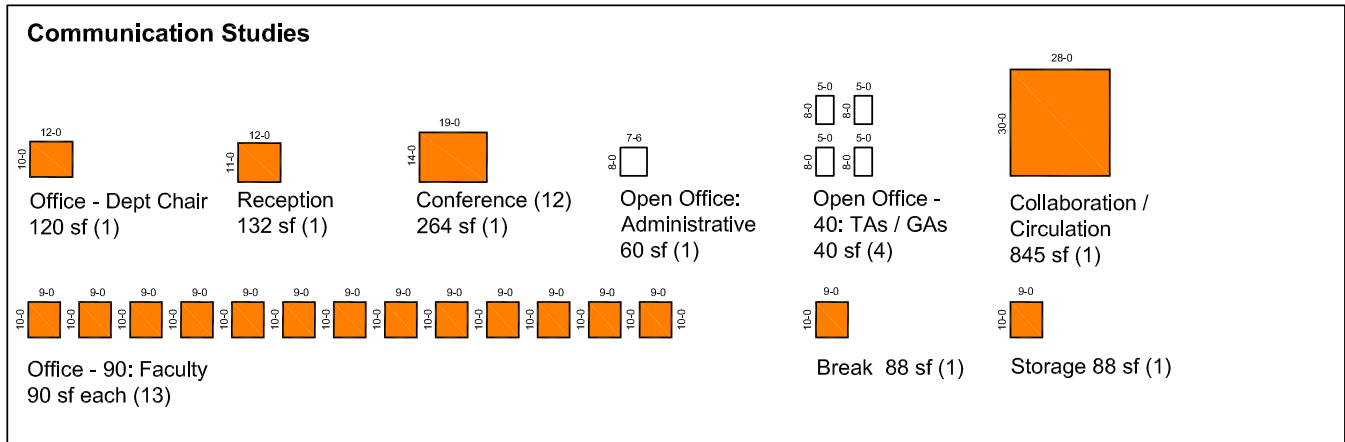 Communication Studies
28-0
5-0 5-0
8-0 8-0
30-0
12-0
10-0
12-0
11-0
19-0
14-0
7-6
8-0
5-0 5-0
8-0 8-0
Office - Dept Chair
120 sf (1)
Reception
132 sf (1)
Conference (12)
264 sf (1)
Open Office:
Administrative
60 sf (1)
Open Office -
40: TAs / GAs
40 sf (4)
Collaboration /
Circulation
845 sf (1)
9-0 9-0 9-0 9-0 9-0 9-0 9-0 9-0 9-0 9-0 9-0 9-0 9-0
10-0 10-0 10-0 10-0 10-0 10-0 10-0 10-0 10-0 10-0 10-0 10-0 10-0 10-0
Office - 90: Faculty
90 sf each (13)
9-0
10-0
Break 88 sf (1)
9-0
10-0
Storage 88 sf (1)